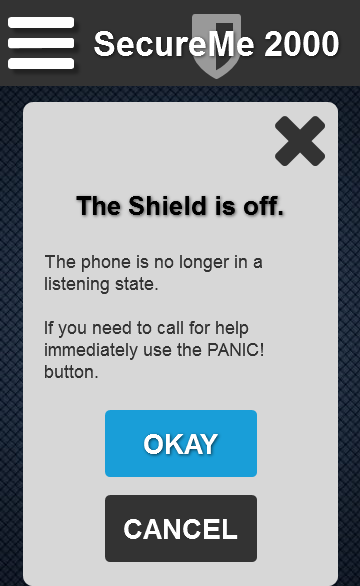 SecureMe 2000
The Shield is off.
The phone is no longer in a
listening state.
If you need to call for help
immediately use the PANIC!
button.
OKAY
CANCEL